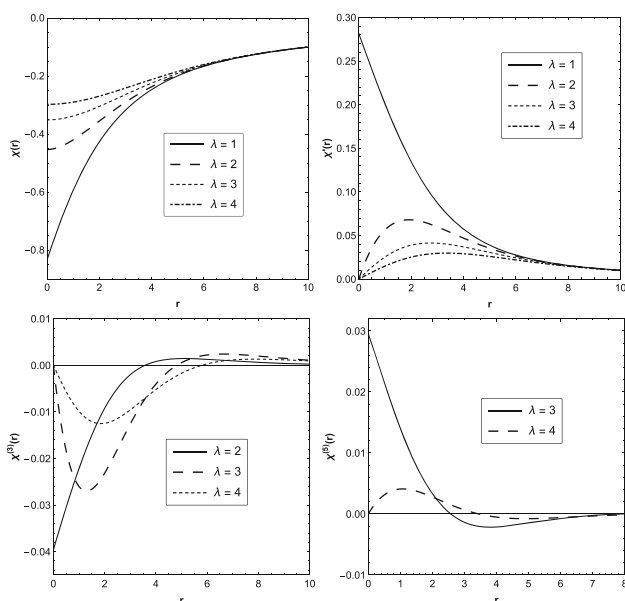 0.0
-0.2
-0.4
-0.6
-0.8
χ(r)
λ = 1
λ = 2
λ = 3
λ = 4
0 2 4 6 8 10
r
0.30
0.25
0.20
0.15
0.10
0.05
0.00
χ'(r)
λ = 1
λ = 2
λ = 3
λ = 4
0 2 4 6 8 10
r
0.01
0.00
-0.01
-0.02
-0.03
-0.04
χ(3)(r)
λ = 2
λ = 3
λ = 4
0 2 4 6 8 10
r
0.03
0.02
0.01
0.00
-0.01
χ(5)(r)
λ = 3
λ = 4
0 1 2 3 4 5 6 7 8
r